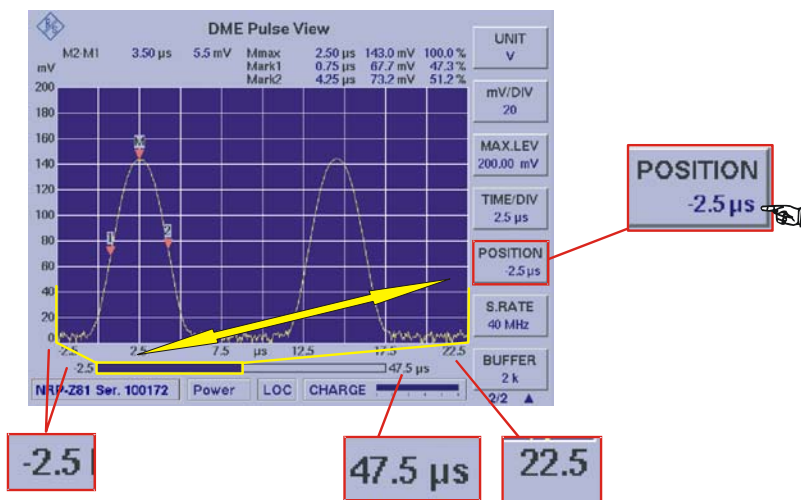 DME Pulse View
M2-M1 3.50 µs 5.5 mV Mmax 2.50 µs 143.0 mV 100.0 %
Mark1 0.75 µs 67.7 mV 47.3 %
Mark2 4.25 µs 73.2 mV 51.2 %
mV
200
180
160
140
120
100
80
60
40
20
0
1
2
-2.5 2.5 7.5 µs 12.5 17.5 22.5
-2.5 47.5 µs
NRP-Z81 Ser. 100172 Power LOC CHARGE
UNIT
V
mV/DIV
20
MAX.LEV
200.00 mV
TIME/DIV
2.5 µs
POSITION
-2.5 µs
S.RATE
40 MHz
BUFFER
2 k
2/2 ▲
POSITION
-2.5 µs
-2.5
47.5 µs
22.5